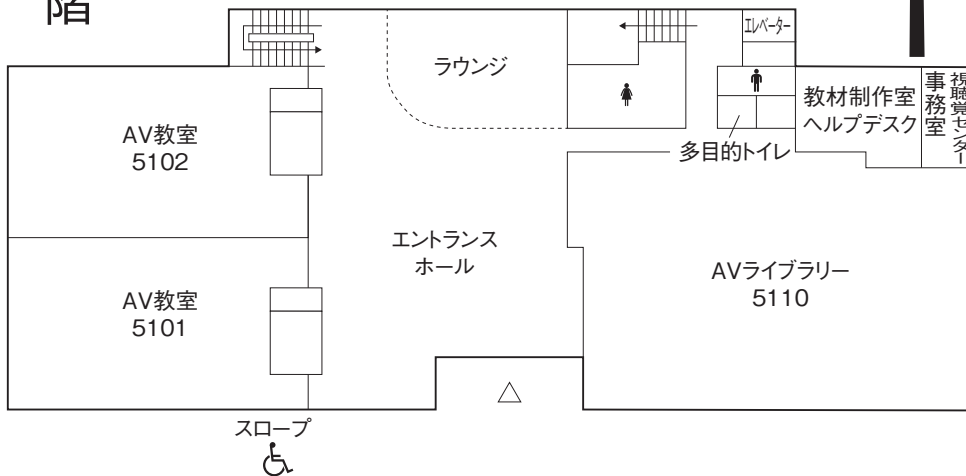 階
エレベーター
ラウンジ
教材制作室
ヘルプデスク
視聴覚センター
事務室
AV教室
5102
多目的トイレ
エントランス
ホール
AVライブラリー
5110
AV教室
5101
スロープ